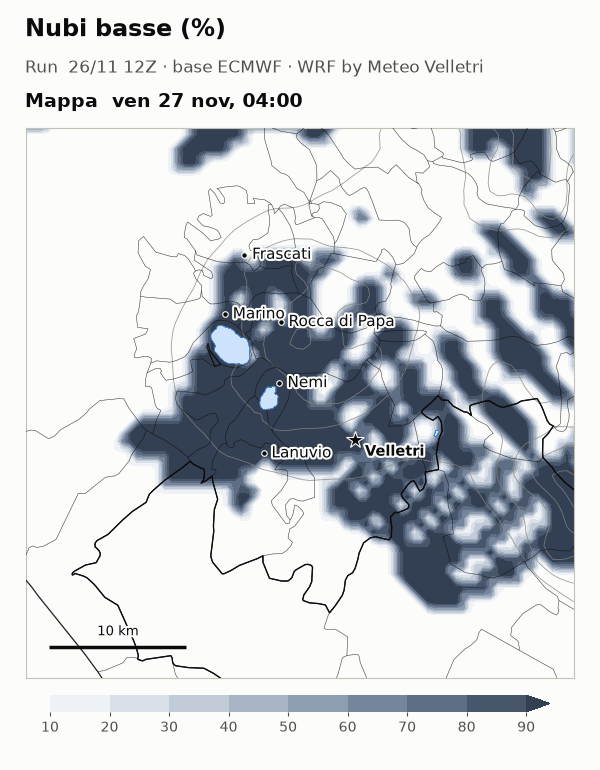 Nubi basse (%)
Run  26/11 12Z · base ECMWF · WRF by Meteo Velletri
Mappa  ven 27 nov, 04:00
Frascati
Marino
Rocca di Papa
Nemi
Velletri
Lanuvio
10 km
10 20 30 40 50 60 70 80 90